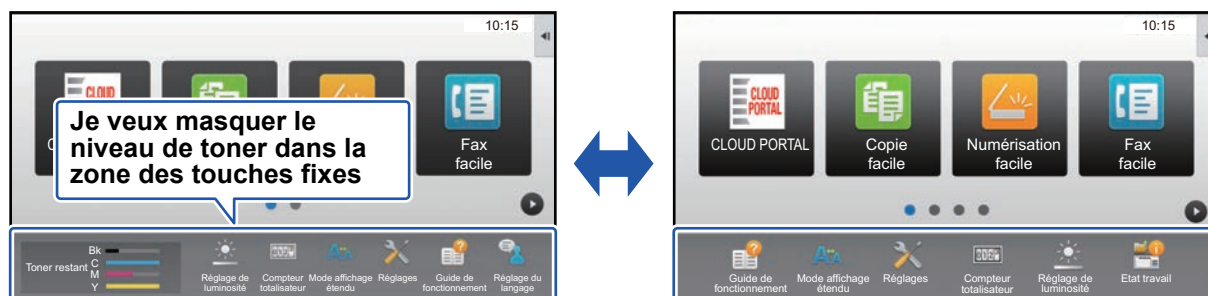 10:15
CLOUD
Je veux masquer le
niveau de toner dans la
zone des touches fixes
Fax
facile
Toner restant
Bk
C
M
Y
Réglage de
luminosité
Compteur
totalisateur
Mode affichage
étendu
Réglages
Guide de
fonctionnement
Réglage du
langage
10:15
CLOUD
PORTAL
CLOUD PORTAL
Copie
facile
Numérisation
facile
Fax
facile
Guide de
fonctionnement
Mode affichage
étendu
Réglages
Compteur
totalisateur
Réglage de
luminosité
Etat travail